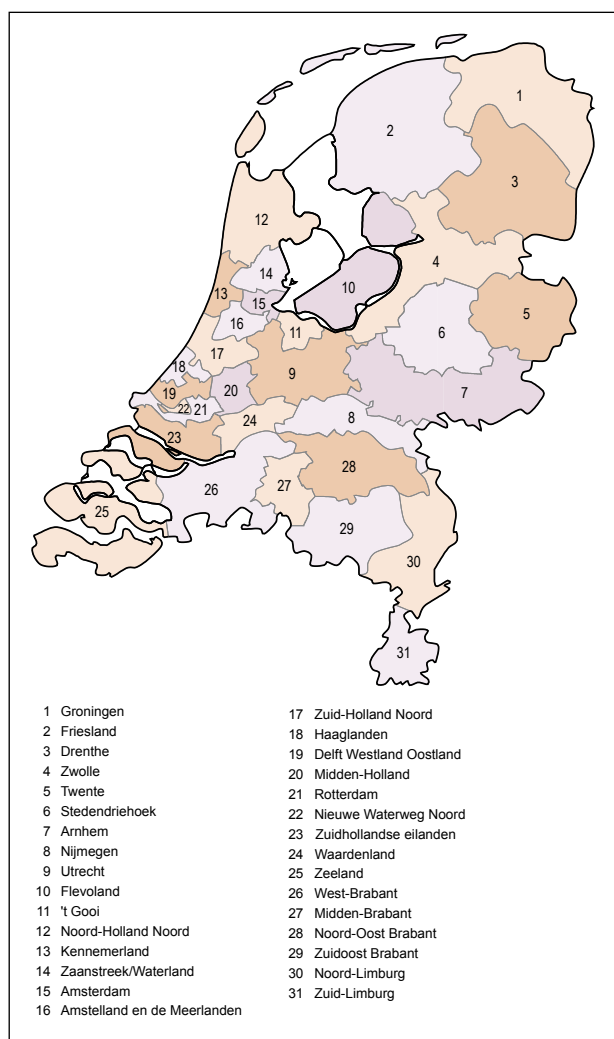 1
2
3
12
4
14
10
13
15
5
16
11
6
17
18
9
19
20
7
22 21
8
24
23
28
26
27
25
29
30
31
1 Groningen
2 Friesland
3 Drenthe
4 Zwolle
5 Twente
6 Stedendriehoek
7 Arnhem
8 Nijmegen
9 Utrecht
10 Flevoland
11 't Gooi
12 Noord-Holland Noord
13 Kennemerland
14 Zaanstreek/Waterland
15 Amsterdam
16 Amstelland en de Meerlanden
17 Zuid-Holland Noord
18 Haaglanden
19 Delft Westland Oostland
20 Midden-Holland
21 Rotterdam
22 Nieuwe Waterweg Noord
23 Zuidhollandse eilanden
24 Waardenland
25 Zeeland
26 West-Brabant
27 Midden-Brabant
28 Noord-Oost Brabant
29 Zuidoost Brabant
30 Noord-Limburg
31 Zuid-Limburg